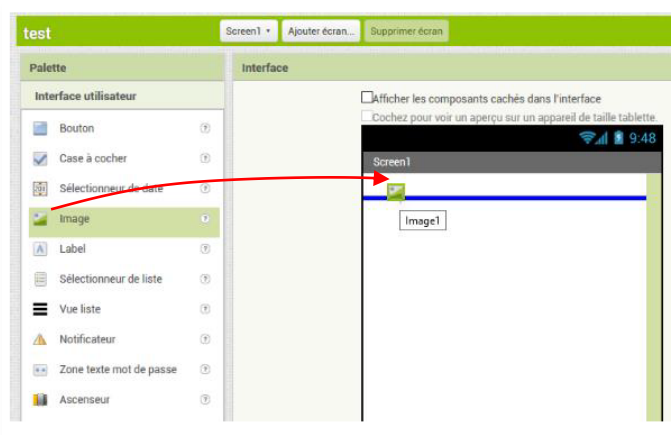 test
Screen1 Ajouter écran... Supprimer écran
Palette
Interface utilisateur
Bouton ?
Case à cocher ?
Sélectionneur de date ?
Image ?
Label ?
Sélectionneur de liste ?
Vue liste ?
Notificateur ?
Zone texte mot de passe ?
Ascenseur ?
Interface
Afficher les composants cachés dans l'interface
Cochez pour voir un aperçu sur un appareil de taille tablette.
9:48
Screen1
Image1